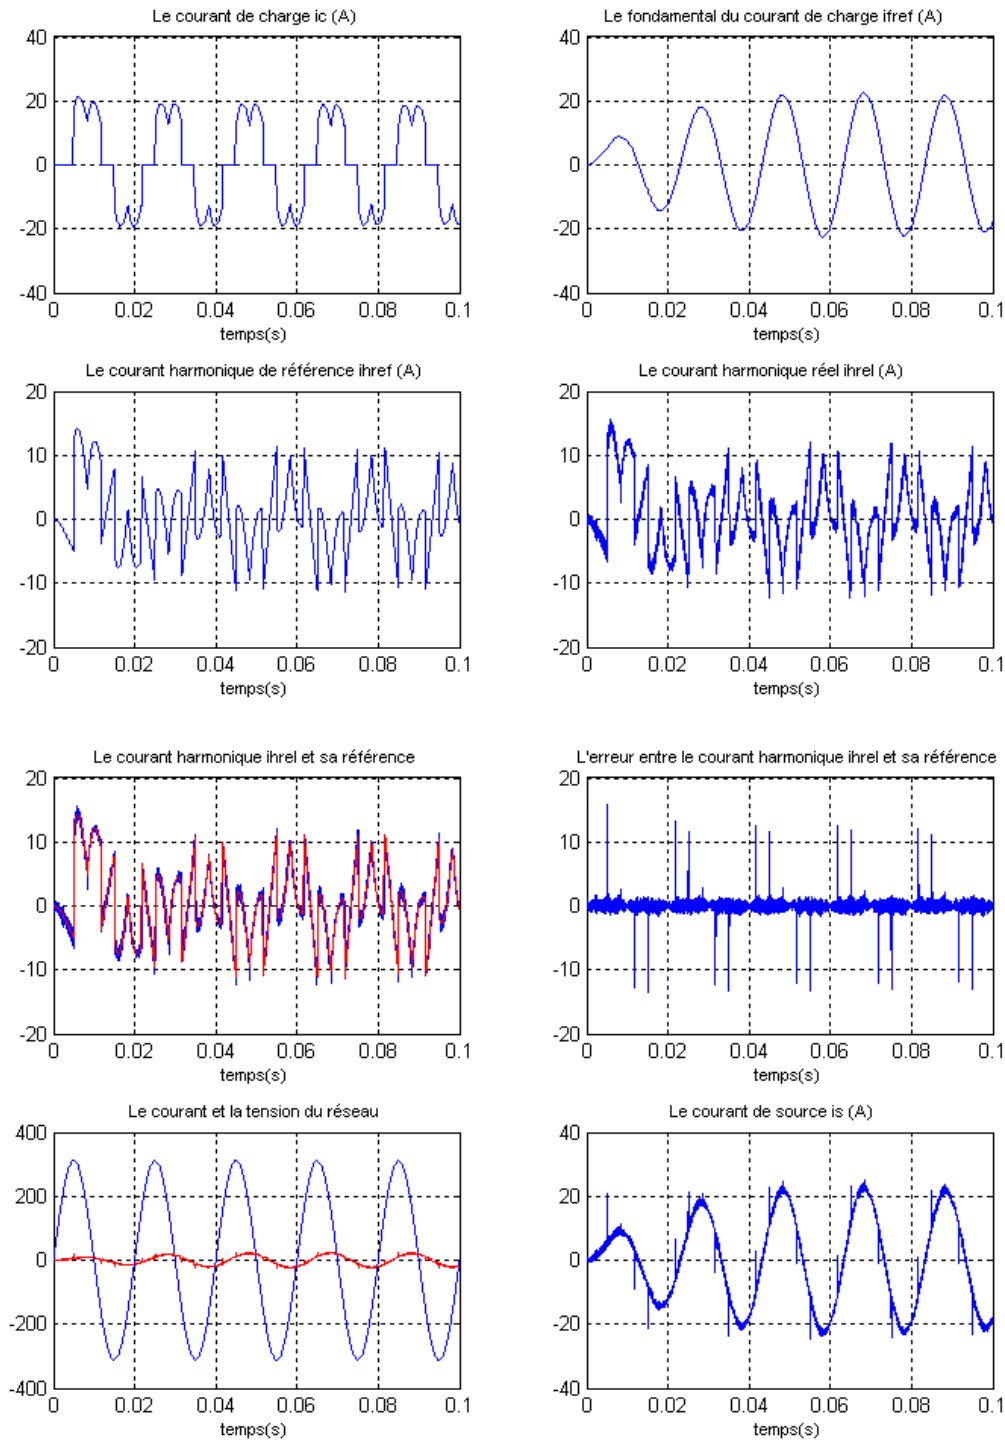 Le courant de charge ic (A)
Le fondamental du courant de charge ifref (A)
40
20
0
-20
-40
0 0.02 0.04 0.06 0.08 0.1
temps(s)
40
20
0
-20
-40
0 0.02 0.04 0.06 0.08 0.1
temps(s)
Le courant harmonique de référence ihref (A)
Le courant harmonique réel ihrel (A)
20
10
0
-10
-20
0 0.02 0.04 0.06 0.08 0.1
temps(s)
20
10
0
-10
-20
0 0.02 0.04 0.06 0.08 0.1
temps(s)
Le courant harmonique ihrel et sa référence
L'erreur entre le courant harmonique ihrel et sa référence
20
10
0
-10
-20
0 0.02 0.04 0.06 0.08 0.1
temps(s)
20
10
0
-10
-20
0 0.02 0.04 0.06 0.08 0.1
temps(s)
Le courant et la tension du réseau
Le courant de source is (A)
400
200
0
-200
-400
0 0.02 0.04 0.06 0.08 0.1
temps(s)
40
20
0
-20
-40
0 0.02 0.04 0.06 0.08 0.1
temps(s)